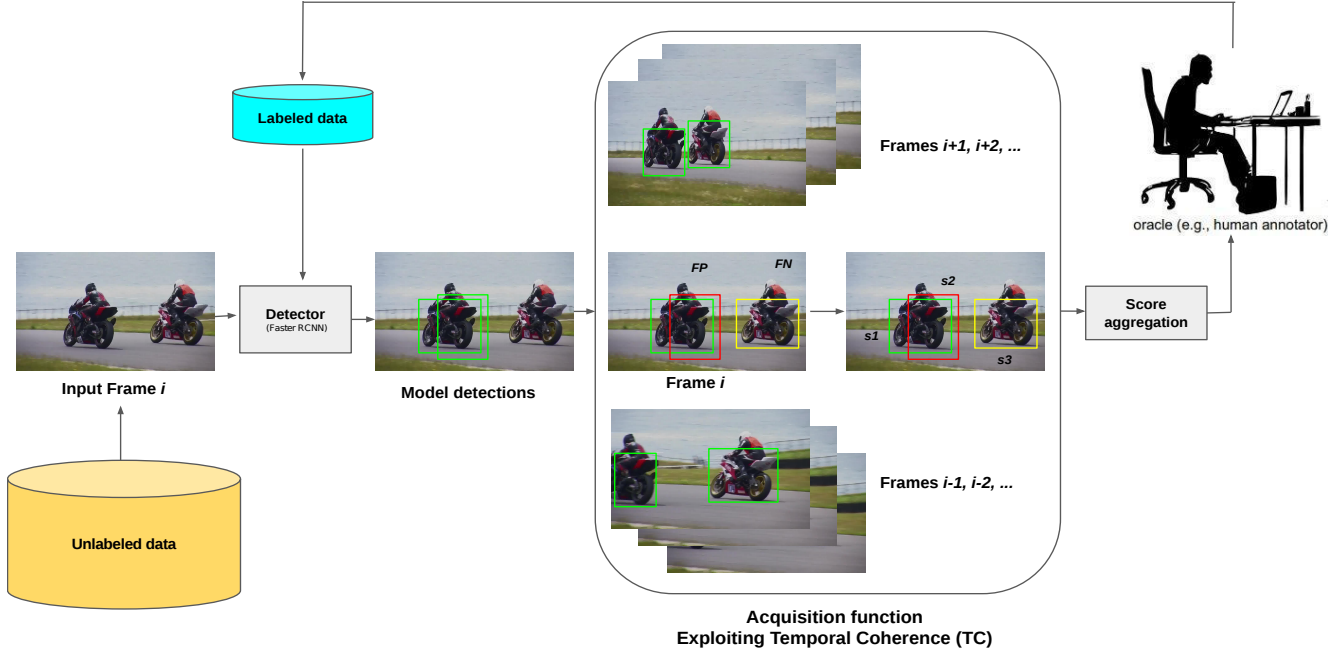 Labeled data
Frames i+1, i+2, ...
oracle (e.g., human annotator)
FP
FN
s2
Detector
(Faster RCNN)
Score
aggregation
s1
s3
Input Frame i
Model detections
Frame i
Frames i-1, i-2, ...
Unlabeled data
Acquisition function
Exploiting Temporal Coherence (TC)